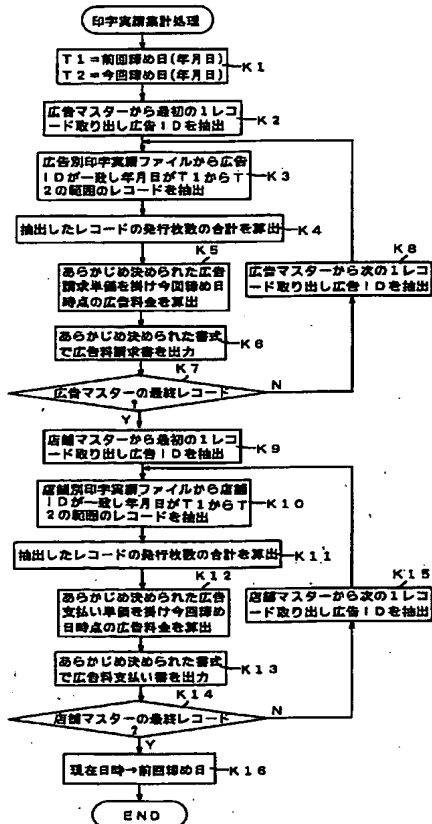 印字実績集計処理
T1=前回締め日(年月日)
T2=今回締め日(年月日)
K1
広告マスターから最初の1レコ
ード取り出し広告IDを抽出
K2
広告別印字実績ファイルから広告
IDが一致し年月日がT1からT
2の範囲のレコードを抽出
K3
抽出したレコードの発行枚数の合計を算出
K4
K5
あらかじめ決められた広告
請求単価を掛け今回締め日
時点の広告料金を算出
K8
広告マスターから次の1レコ
ード取り出し広告IDを抽出
あらかじめ決められた書式
で広告料請求書を出力
K6
K7
広告マスターの最終レコード
?
N
Y
店舗マスターから最初の1レコ
ード取り出し広告IDを抽出
K9
店舗別印字実績ファイルから店舗
IDが一致し年月日がT1からT
2の範囲のレコードを抽出
K10
抽出したレコードの発行枚数の合計を算出
K11
K12
あらかじめ決められた広告
支払い単価を掛け今回締め
日時点の広告料金を算出
K15
店舗マスターから次の1レコ
ード取り出し広告IDを抽出
あらかじめ決められた書式
で広告料支払い書を出力
K13
K14
店舗マスターの最終レコード
?
N
Y
現在日時→前回締め日
K16
END